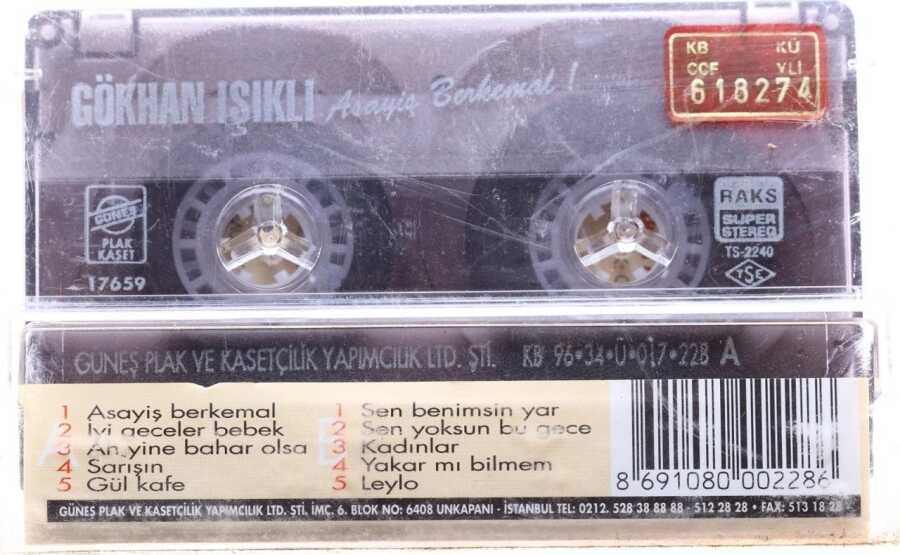 GÖKHAN IŞIKLI Asayiş Berkemal !
KB KÜ
CCF YLI
618274
GÜNEŞ
PLAK
KASET
17659
RAKS
SUPER
STEREO
TS-2240
TSE
GÜNEŞ PLAK VE KASETÇİLİK YAPIMCILIK LTD. ŞTİ. KB 96•34•Ü•017•228 A
1 Asayiş berkemal
2 İyi geceler bebek
3 Ah yine bahar olsa
4 Sarışın
5 Gül kafe
1 Sen benimsin yar
2 Sen yoksun bu gece
3 Kadınlar
4 Yakar mı bilmem
5 Leylo
8 691080 002286
GÜNEŞ PLAK VE KASETÇİLİK YAPIMCILIK LTD. ŞTİ. İMÇ. 6. BLOK NO: 6408 UNKAPANI - İSTANBUL TEL: 0212. 528 38 88 88 - 512 28 28 • FAX: 513 18 28